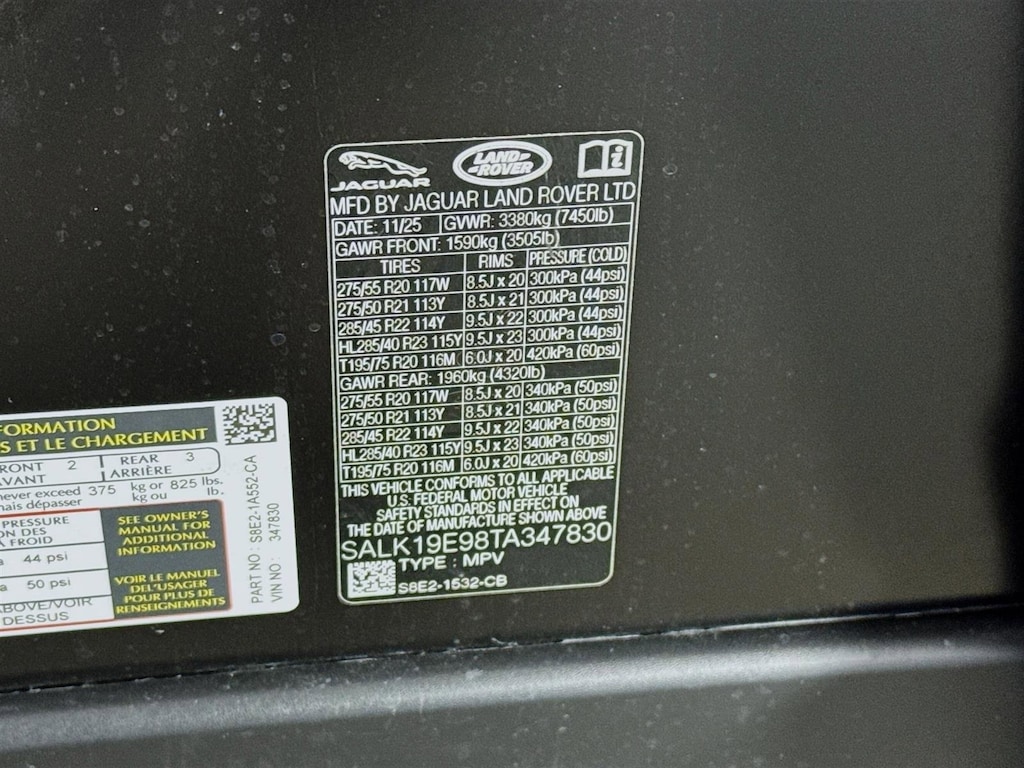 JAGUAR
LAND ROVER
MFD BY JAGUAR LAND ROVER LTD
DATE: 11/25 GVWR: 3380kg (7450lb)
GAWR FRONT: 1590kg (3505lb)
TIRES RIMS PRESSURE (COLD)
275/55 R20 117W 8.5J x 20 300kPa (44psi)
275/50 R21 113Y 8.5J x 21 300kPa (44psi)
285/45 R22 114Y 9.5J x 22 300kPa (44psi)
HL285/40 R23 115Y 9.5J x 23 300kPa (44psi)
T195/75 R20 116M 6.0J x 20 420kPa (60psi)
GAWR REAR: 1960kg (4320lb)
275/55 R20 117W 8.5J x 20 340kPa (50psi)
275/50 R21 113Y 8.5J x 21 340kPa (50psi)
285/45 R22 114Y 9.5J x 22 340kPa (50psi)
HL285/40 R23 115Y 9.5J x 23 340kPa (50psi)
T195/75 R20 116M 6.0J x 20 420kPa (60psi)
THIS VEHICLE CONFORMS TO ALL APPLICABLE
U.S. FEDERAL MOTOR VEHICLE
SAFETY STANDARDS IN EFFECT ON
THE DATE OF MANUFACTURE SHOWN ABOVE
SALK19E98TA347830
TYPE: MPV
S8E2-1532-CB
FORMATION
S ET LE CHARGEMENT
RONT 2 REAR 3
AVANT ARRIÈRE
never exceed 375 kg or 825 lbs.
mais dépasser kg ou lb.
PRESSURE
ON DES
À FROID
44 psi
50 psi
ABOVE/VOIR
DESSUS
SEE OWNER'S
MANUAL FOR
ADDITIONAL
INFORMATION
VOIR LE MANUEL
DEL'USAGER
POUR PLUS DE
RENSEIGNEMENTS
PART NO: S8E2-1A552-CA
VIN NO: 347830